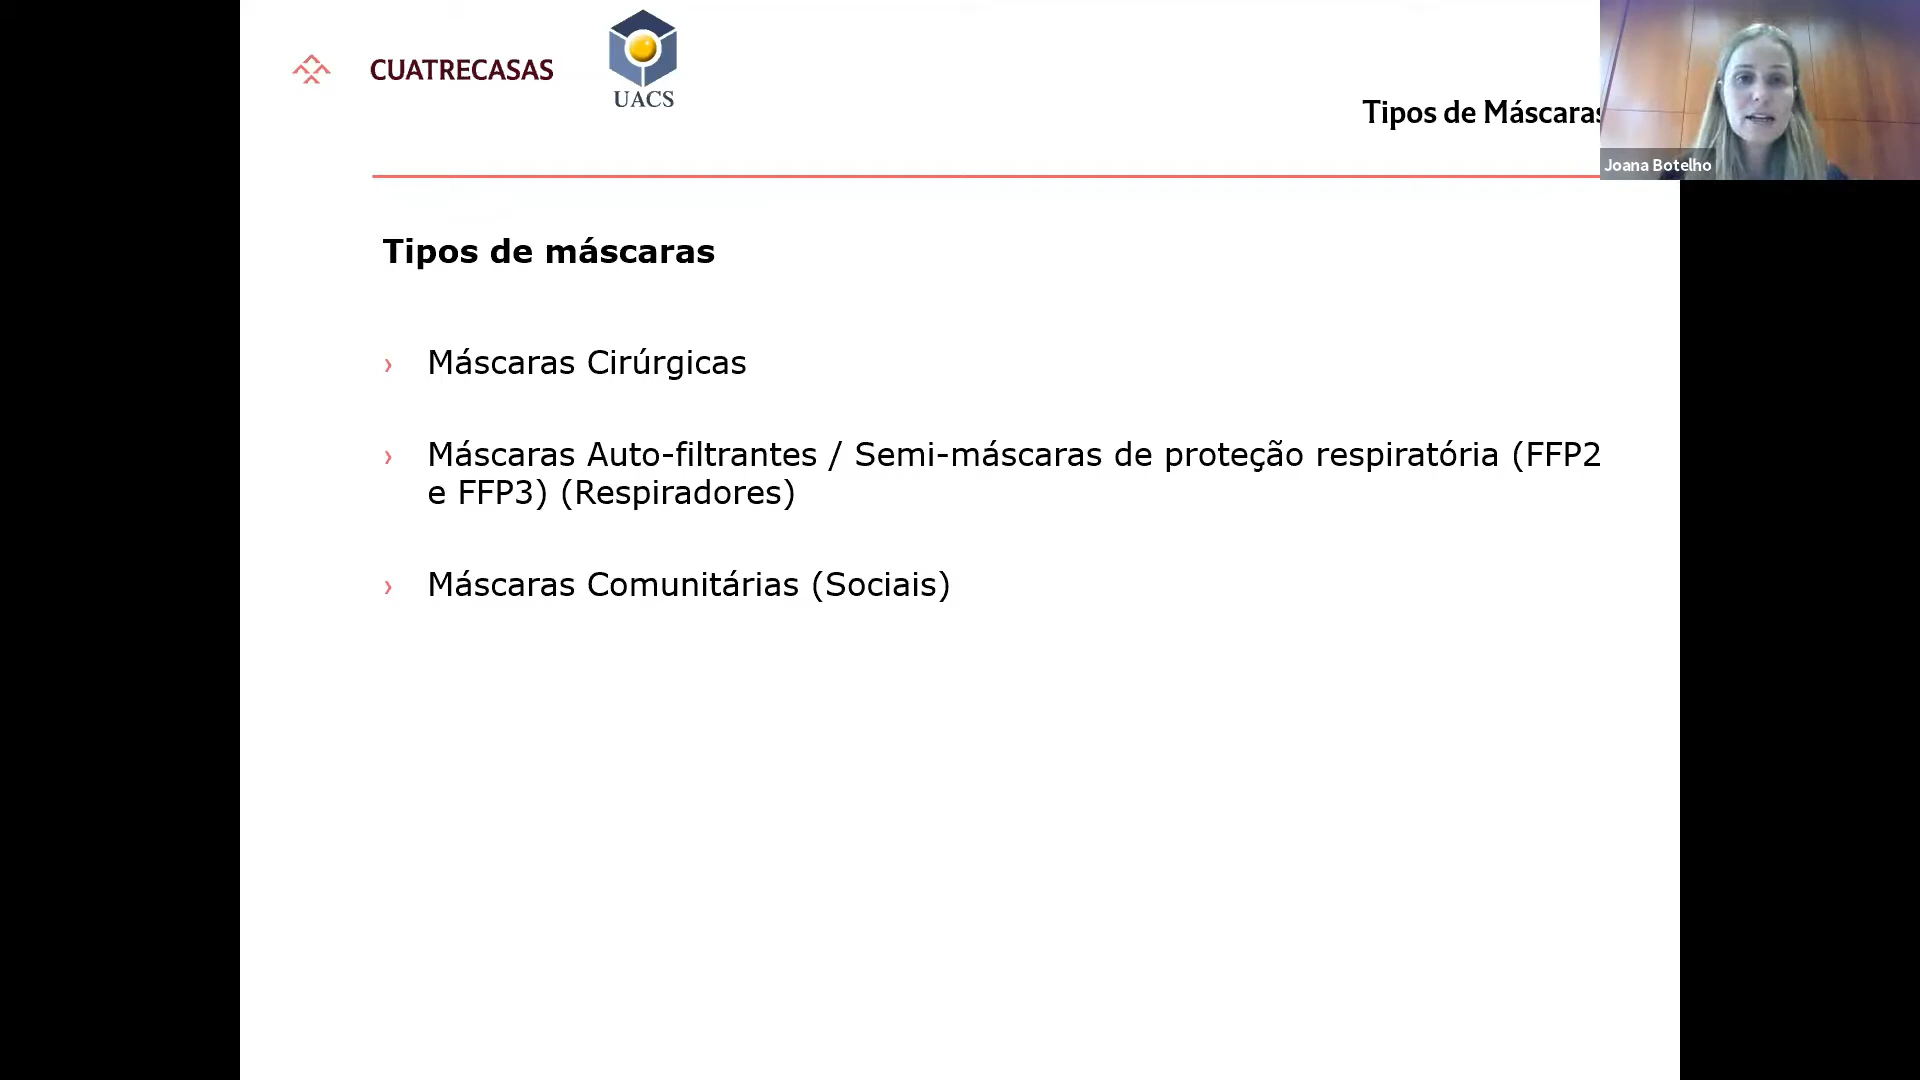 CUATRECASAS
UACS
Tipos de Máscaras
Joana Botelho
Tipos de máscaras
› Máscaras Cirúrgicas
› Máscaras Auto-filtrantes / Semi-máscaras de proteção respiratória (FFP2
e FFP3) (Respiradores)
› Máscaras Comunitárias (Sociais)